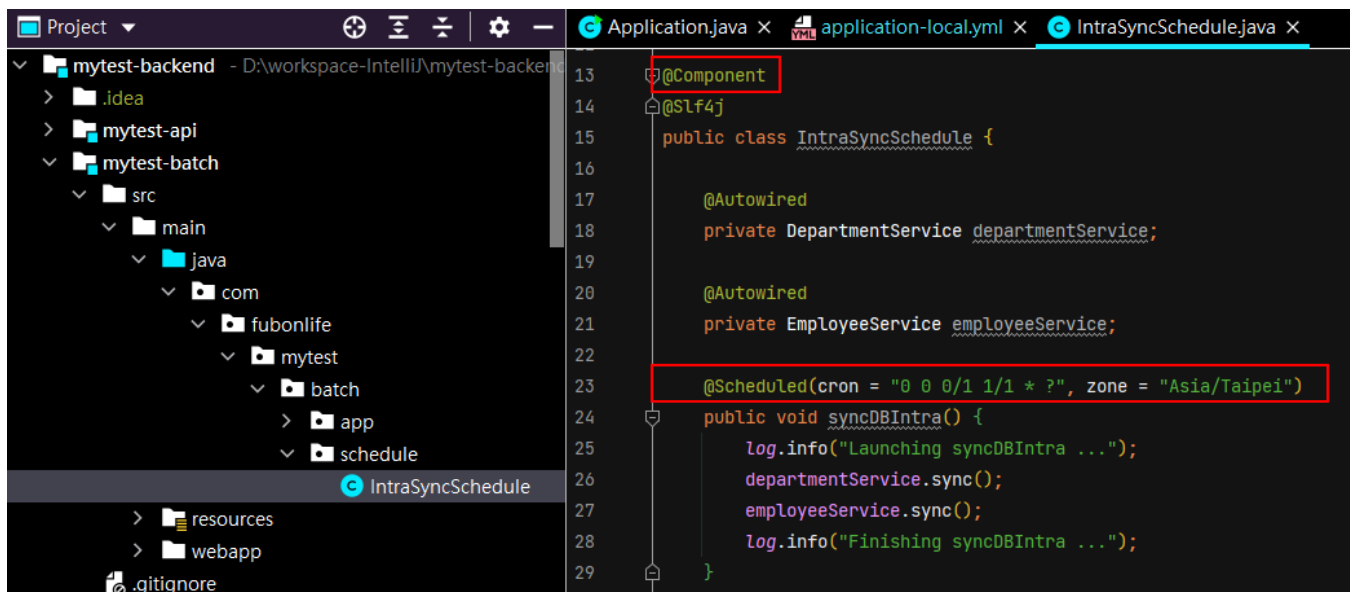 Project
Application.java
application-local.yml
IntraSyncSchedule.java
mytest-backend - D:\workspace-IntelliJ\mytest-backend
.idea
mytest-api
mytest-batch
src
main
java
com
fubonlife
mytest
batch
app
schedule
IntraSyncSchedule
resources
webapp
.gitignore
13 @Component
14 @Slf4j
15 public class IntraSyncSchedule {
16
17 @Autowired
18 private DepartmentService departmentService;
19
20 @Autowired
21 private EmployeeService employeeService;
22
23 @Scheduled(cron = "0 0 0/1 1/1 * ?", zone = "Asia/Taipei")
24 public void syncDBIntra() {
25 log.info("Launching syncDBIntra ...");
26 departmentService.sync();
27 employeeService.sync();
28 log.info("Finishing syncDBIntra ...");
29 }